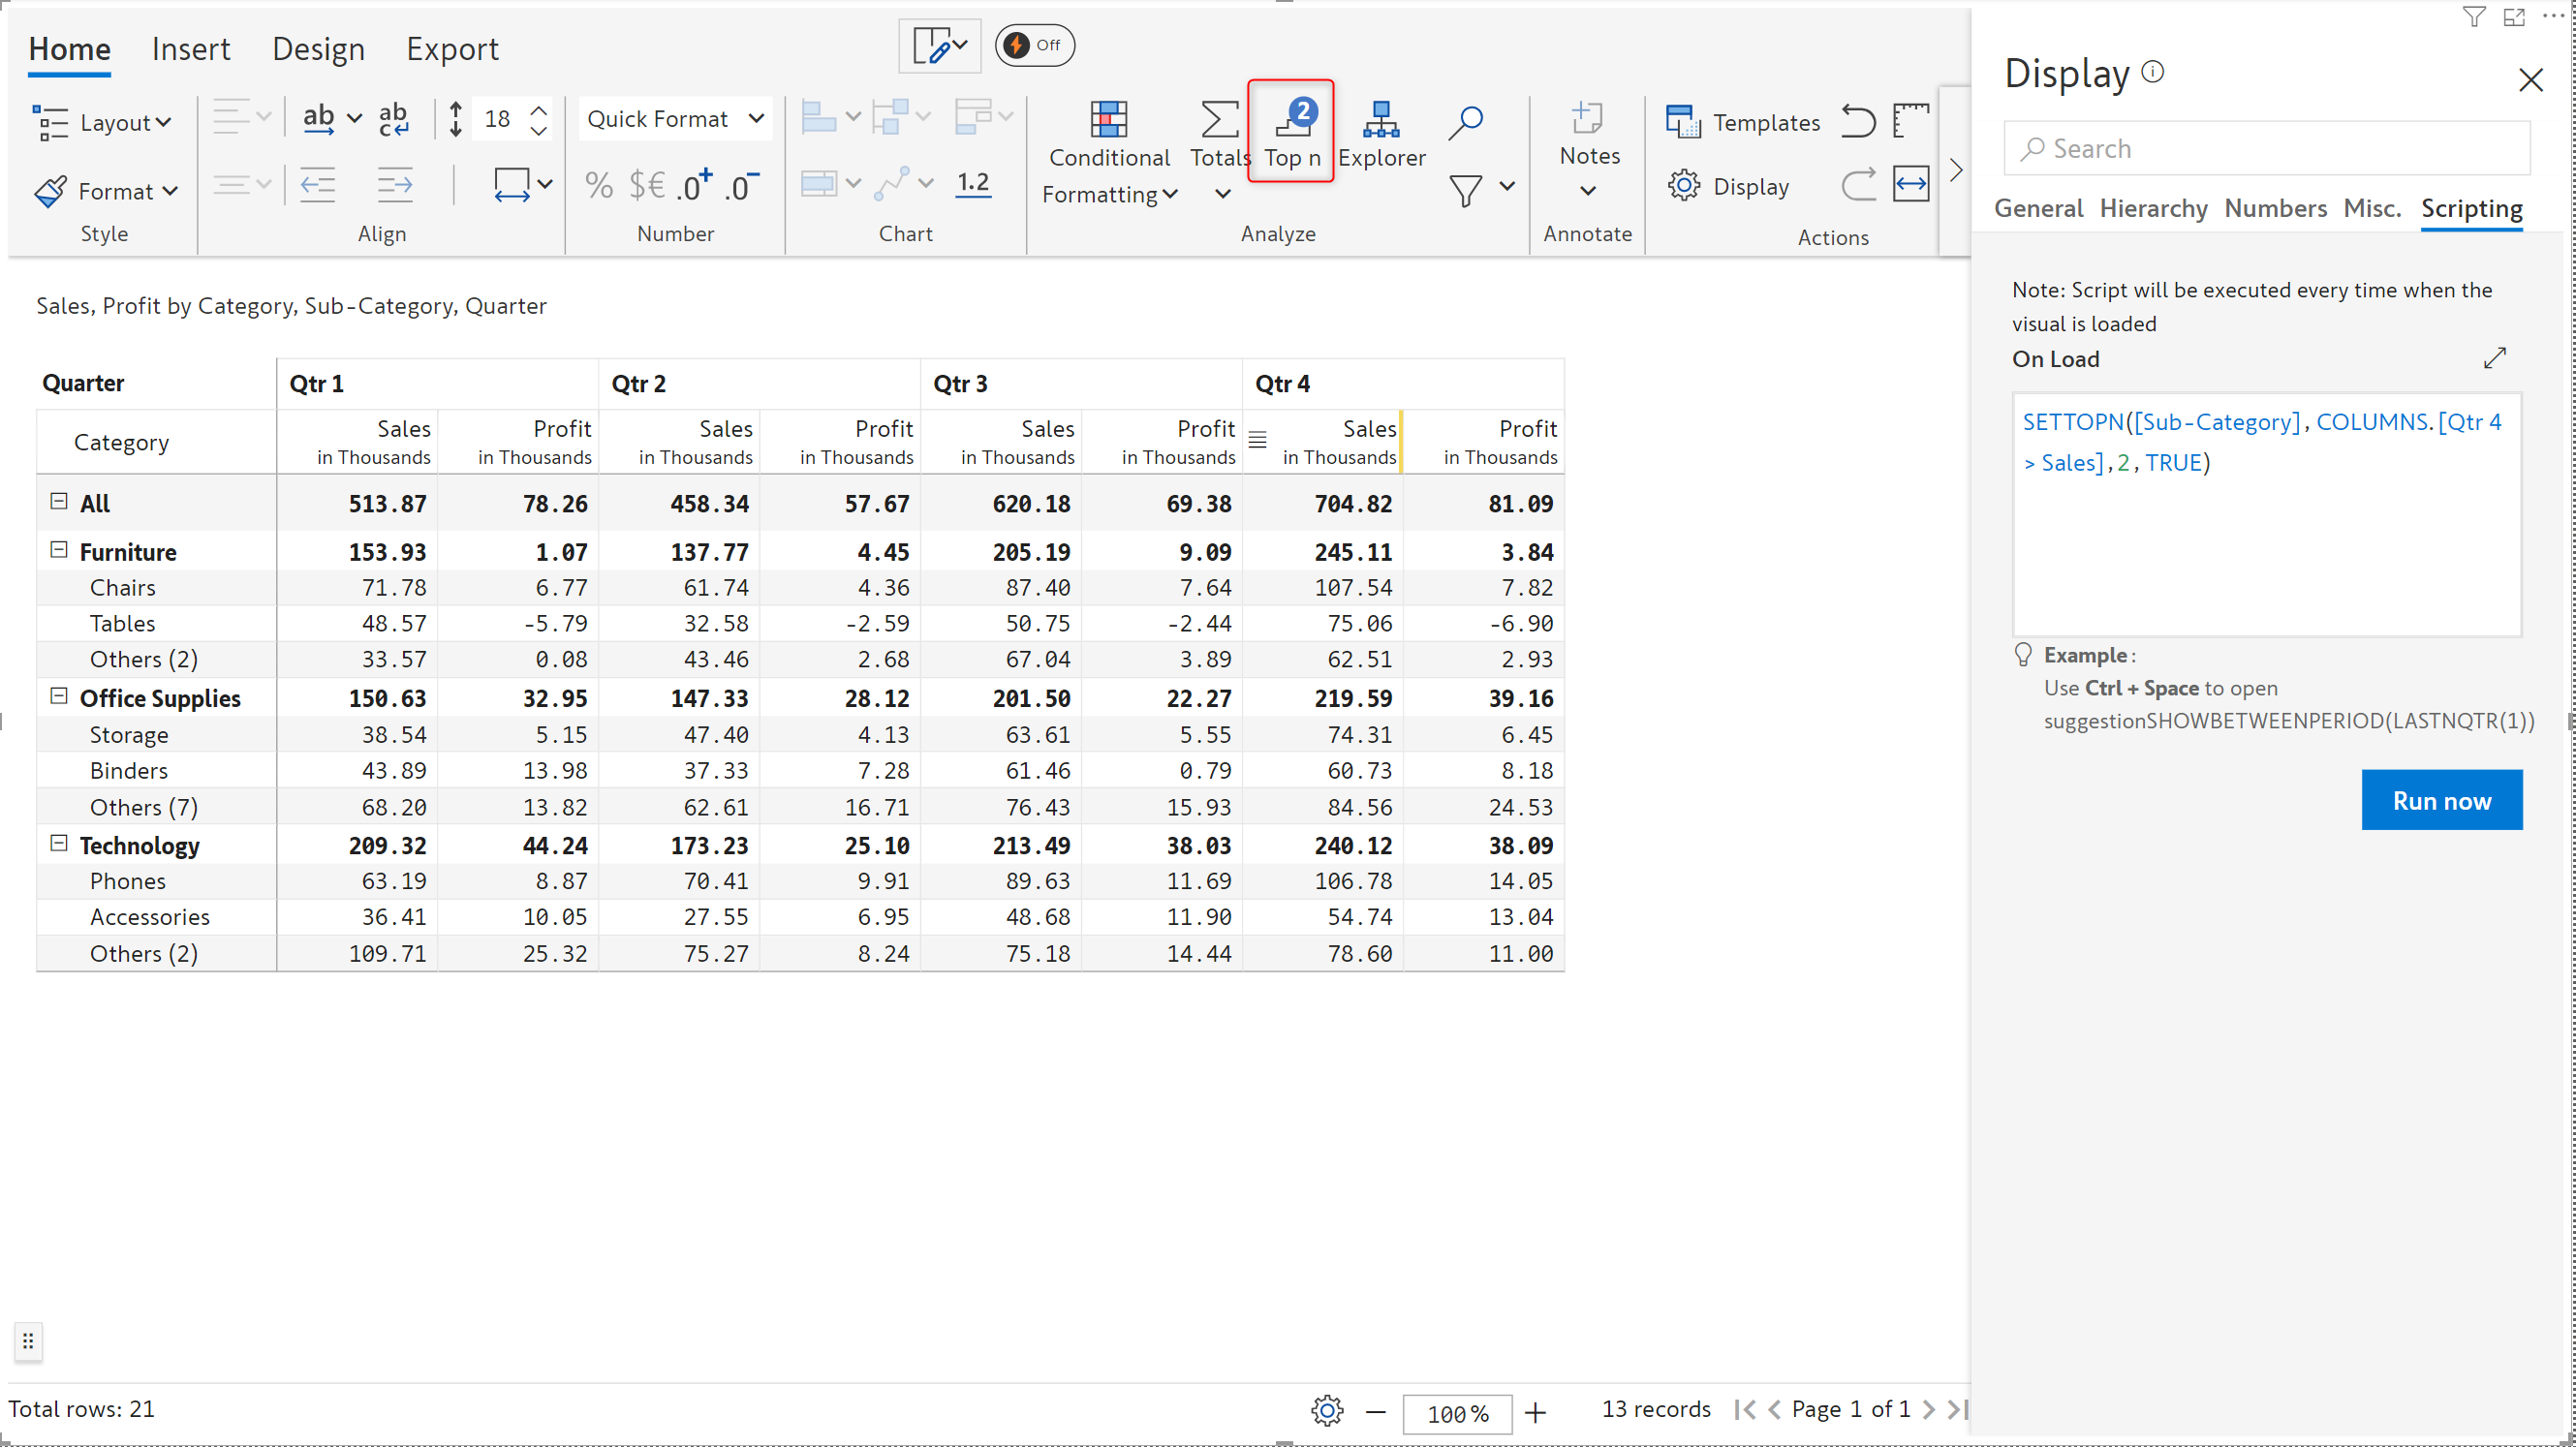 Home Insert Design Export Off
Layout ab ab c 18 Quick Format Conditional Formatting Totals 2 Top n Explorer Notes Templates
Format % $€ .0+ .0- 1.2 Display
Style Align Number Chart Analyze Annotate Actions
Sales, Profit by Category, Sub-Category, Quarter
Quarter Qtr 1 Qtr 2 Qtr 3 Qtr 4
Category Sales in Thousands Profit in Thousands Sales in Thousands Profit in Thousands Sales in Thousands Profit in Thousands Sales in Thousands Profit in Thousands
All 513.87 78.26 458.34 57.67 620.18 69.38 704.82 81.09
Furniture 153.93 1.07 137.77 4.45 205.19 9.09 245.11 3.84
Chairs 71.78 6.77 61.74 4.36 87.40 7.64 107.54 7.82
Tables 48.57 -5.79 32.58 -2.59 50.75 -2.44 75.06 -6.90
Others (2) 33.57 0.08 43.46 2.68 67.04 3.89 62.51 2.93
Office Supplies 150.63 32.95 147.33 28.12 201.50 22.27 219.59 39.16
Storage 38.54 5.15 47.40 4.13 63.61 5.55 74.31 6.45
Binders 43.89 13.98 37.33 7.28 61.46 0.79 60.73 8.18
Others (7) 68.20 13.82 62.61 16.71 76.43 15.93 84.56 24.53
Technology 209.32 44.24 173.23 25.10 213.49 38.03 240.12 38.09
Phones 63.19 8.87 70.41 9.91 89.63 11.69 106.78 14.05
Accessories 36.41 10.05 27.55 6.95 48.68 11.90 54.74 13.04
Others (2) 109.71 25.32 75.27 8.24 75.18 14.44 78.60 11.00
Total rows: 21 100% 13 records Page 1 of 1
Display
Search
General Hierarchy Numbers Misc. Scripting
Note: Script will be executed every time when the
visual is loaded
On Load
SETTOPN([Sub-Category],COLUMNS.[Qtr 4
> Sales],2,TRUE)
Example:
Use Ctrl + Space to open
suggestionSHOWBETWEENPERIOD(LASTNQTR(1))
Run now